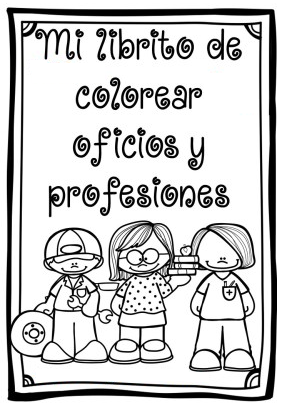 Mi librito de
colorear
oficios y
profesiones